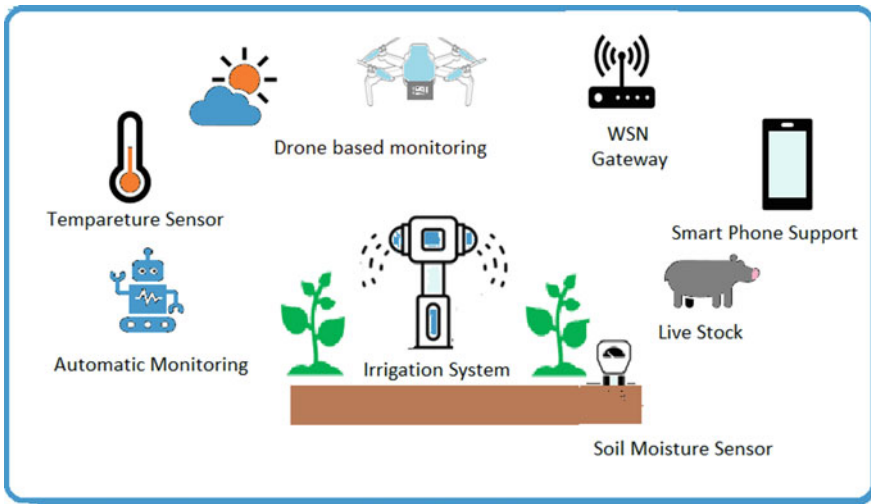 Drone based monitoring
WSN
Gateway
Tempareture Sensor
Smart Phone Support
Automatic Monitoring
Irrigation System
Live Stock
Soil Moisture Sensor